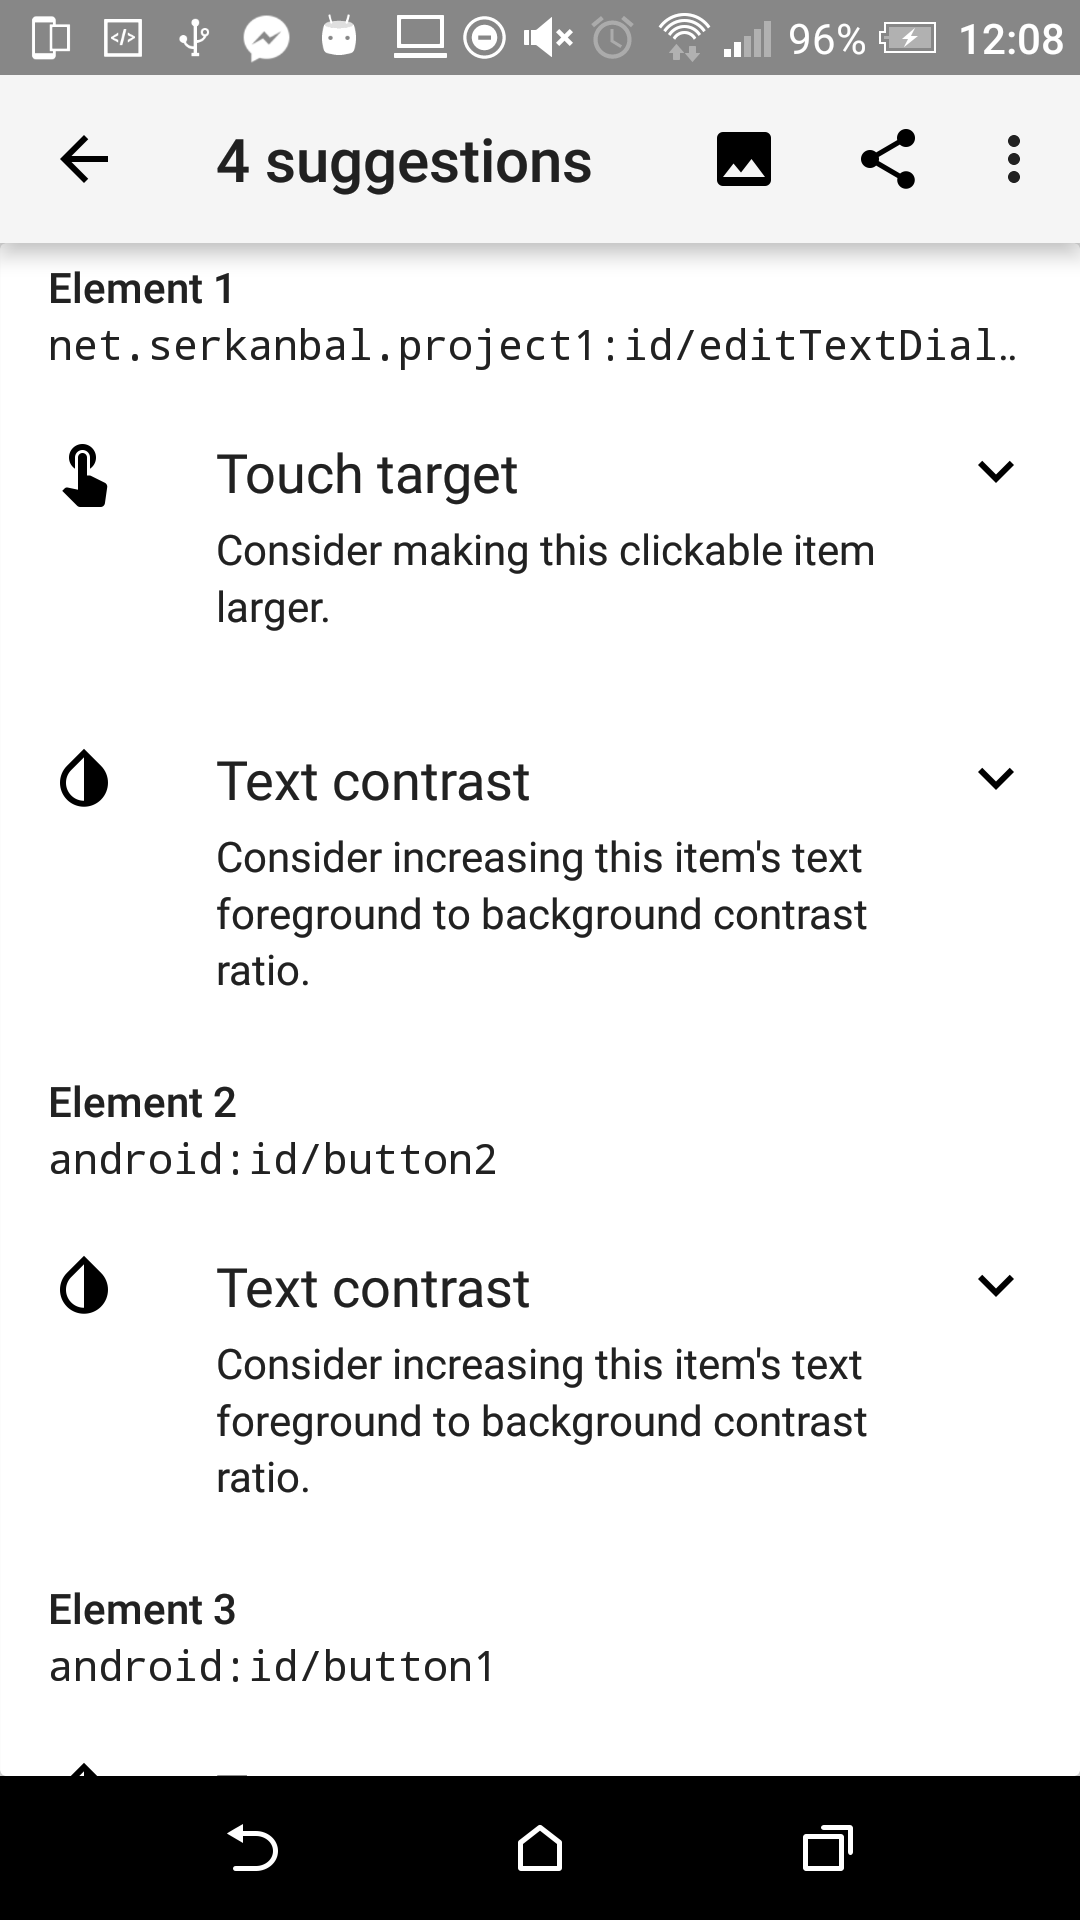 96% 12:08
4 suggestions
Element 1
net.serkanbal.project1:id/editTextDial..
Touch target
Consider making this clickable item
larger.
Text contrast
Consider increasing this item's text
foreground to background contrast
ratio.
Element 2
android:id/button2
Text contrast
Consider increasing this item's text
foreground to background contrast
ratio.
Element 3
android:id/button1